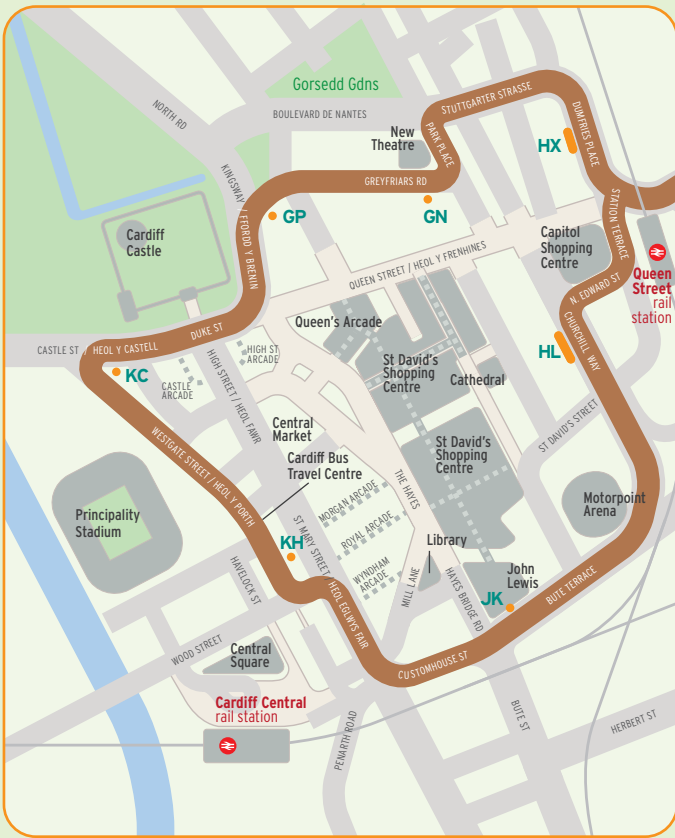 Gorsedd Gdns
NORTH RD
BOULEVARD DE NANTES
STUTTGARTER STRASSE
DUMFRIES PLACE
New
Theatre
PARK PLACE
HX
KINGSWAY / FFORDD Y BRENIN
GREYFRIARS RD
GP
GN
STATION TERRACE
Cardiff
Castle
QUEEN STREET / HEOL Y FRENHINES
Capitol
Shopping
Centre
Queen
Street
rail
station
N. EDWARD ST
Queen's Arcade
DUKE ST
CASTLE ST
HEOL Y CASTELL
HIGH ST
ARCADE
CHURCHILL WAY
HL
KC
CASTLE
ARCADE
HIGH STREET / HEOL FAWR
St David's
Shopping
Centre
Cathedral
Central
Market
WESTGATE STREET / HEOL Y PORTH
Cardiff Bus
Travel Centre
St David's
Shopping
Centre
ST DAVID'S STREET
THE HAYES
MORGAN ARCADE
Motorpoint
Arena
Principality
Stadium
ROYAL ARCADE
KH
ST MARY STREET / HEOL EGLWYS FAIR
WYNDHAM
ARCADE
Library
MILL LANE
HAVELOCK ST
HAYES BRIDGE RD
John
Lewis
JK
BUTE TERRACE
WOOD STREET
Central
Square
CUSTOMHOUSE ST
Cardiff Central
rail station
PENARTH ROAD
BUTE ST
HERBERT ST